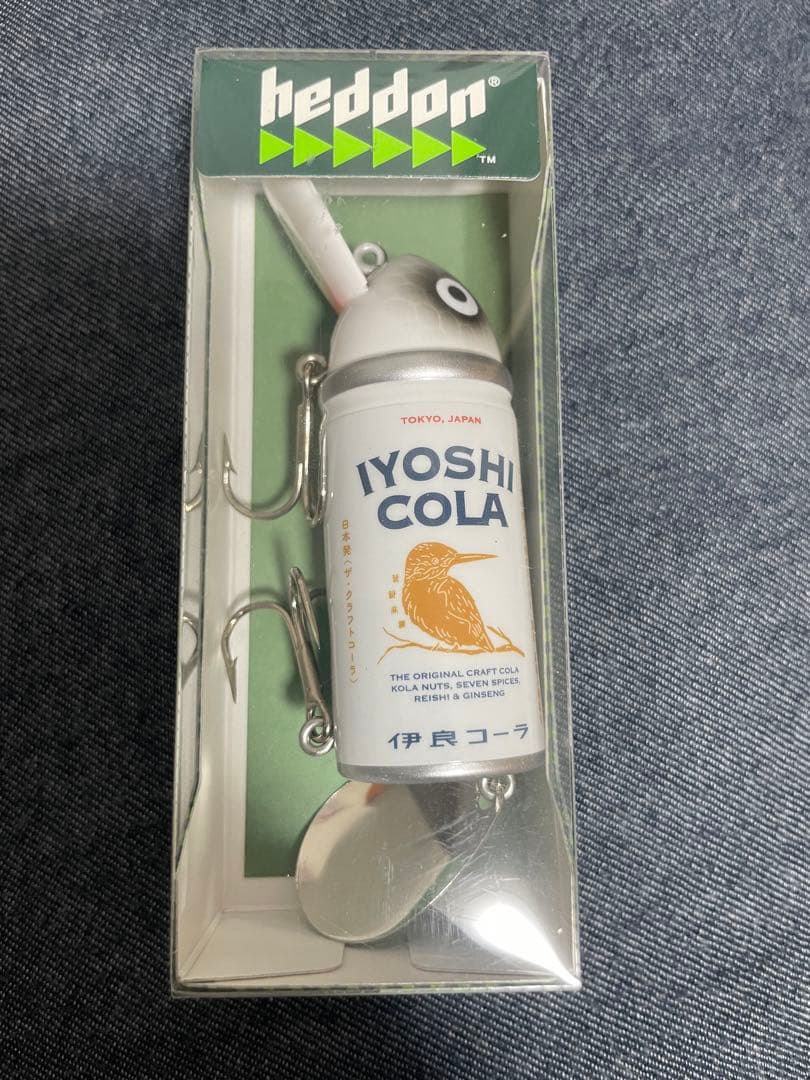 heddon®
TM
TOKYO, JAPAN
IYOSHI
COLA
日本発〈ザ・クラフトコーラ〉
THE ORIGINAL CRAFT COLA
KOLA NUTS, SEVEN SPICES,
REISHI & GINSENG
伊良コーラ